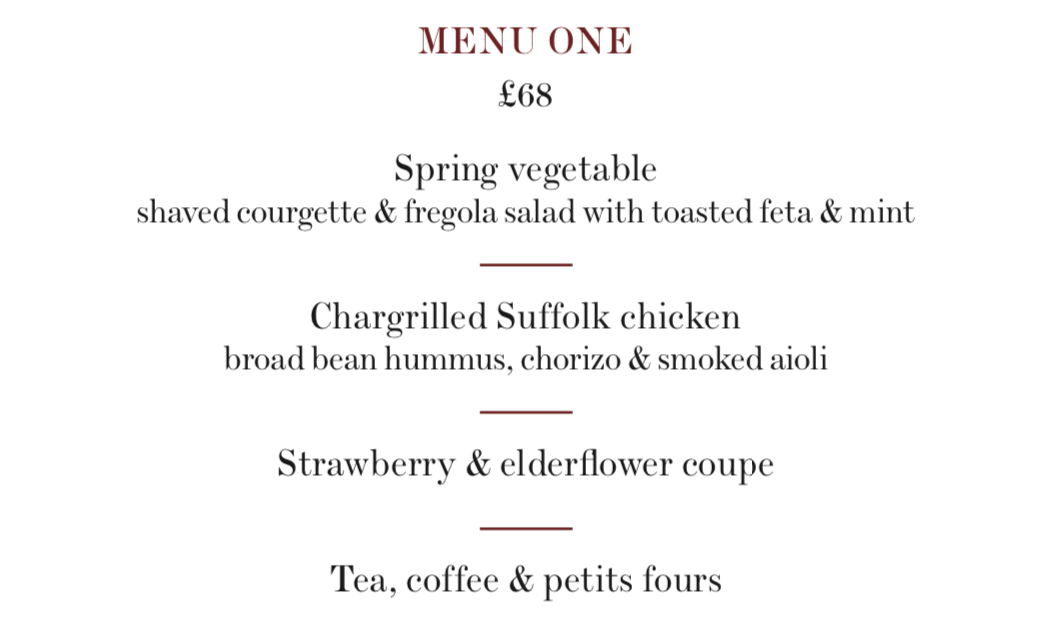 MENU ONE
£68
Spring vegetable
shaved courgette & fregola salad with toasted feta & mint
Chargrilled Suffolk chicken
broad bean hummus, chorizo & smoked aioli
Strawberry & elderflower coupe
Tea, coffee & petits fours